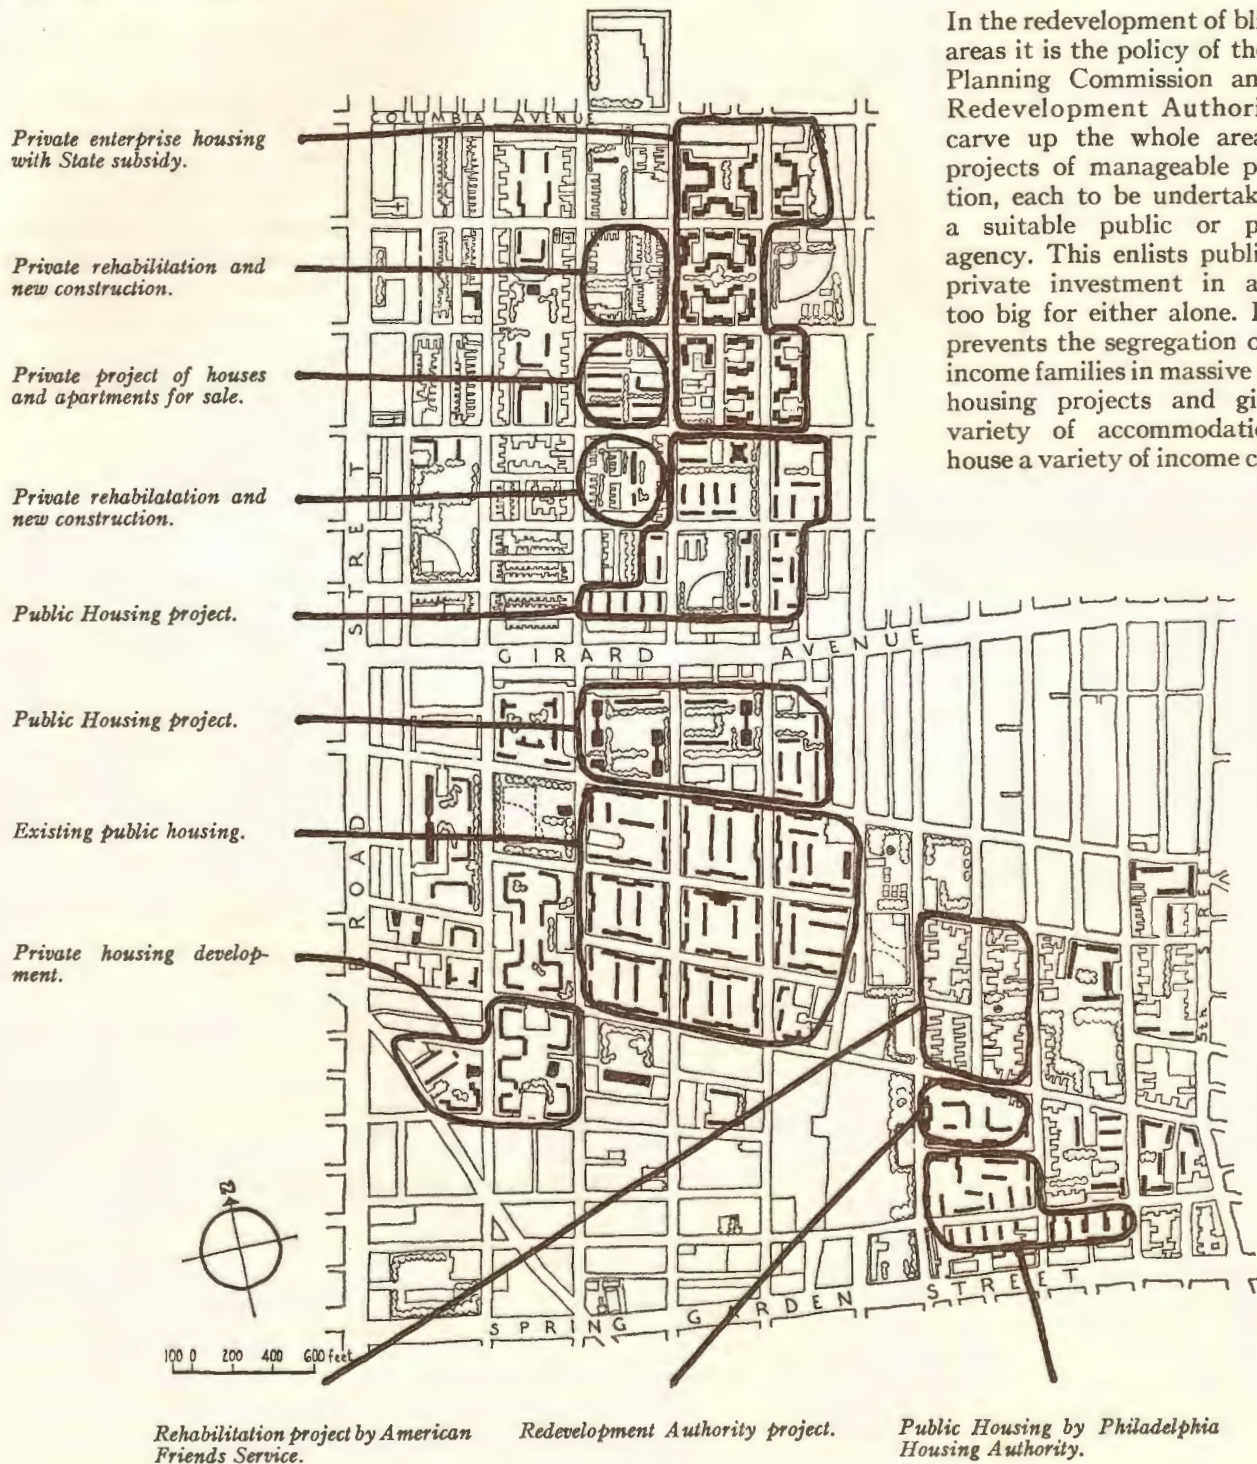 In the redevelopment of bl
areas it is the policy of the
Planning Commission an
Redevelopment Authori
carve up the whole area
projects of manageable p
tion, each to be undertak
a suitable public or p
agency. This enlists publi
private investment in a
too big for either alone. I
prevents the segregation o
income families in massive
housing projects and gi
variety of accommodati
house a variety of income c
Private enterprise housing
with State subsidy.
Private rehabilitation and
new construction.
Private project of houses
and apartments for sale.
Private rehabilatation and
new construction.
Public Housing project.
Public Housing project.
Existing public housing.
Private housing develop-
ment.
COLUMBIA AVENUE
BROAD STREET
GIRARD AVENUE
5th STREET
SPRING GARDEN STREET
N
100 0 200 400 600 feet
Rehabilitation project by American
Friends Service.
Redevelopment Authority project.
Public Housing by Philadelphia
Housing Authority.